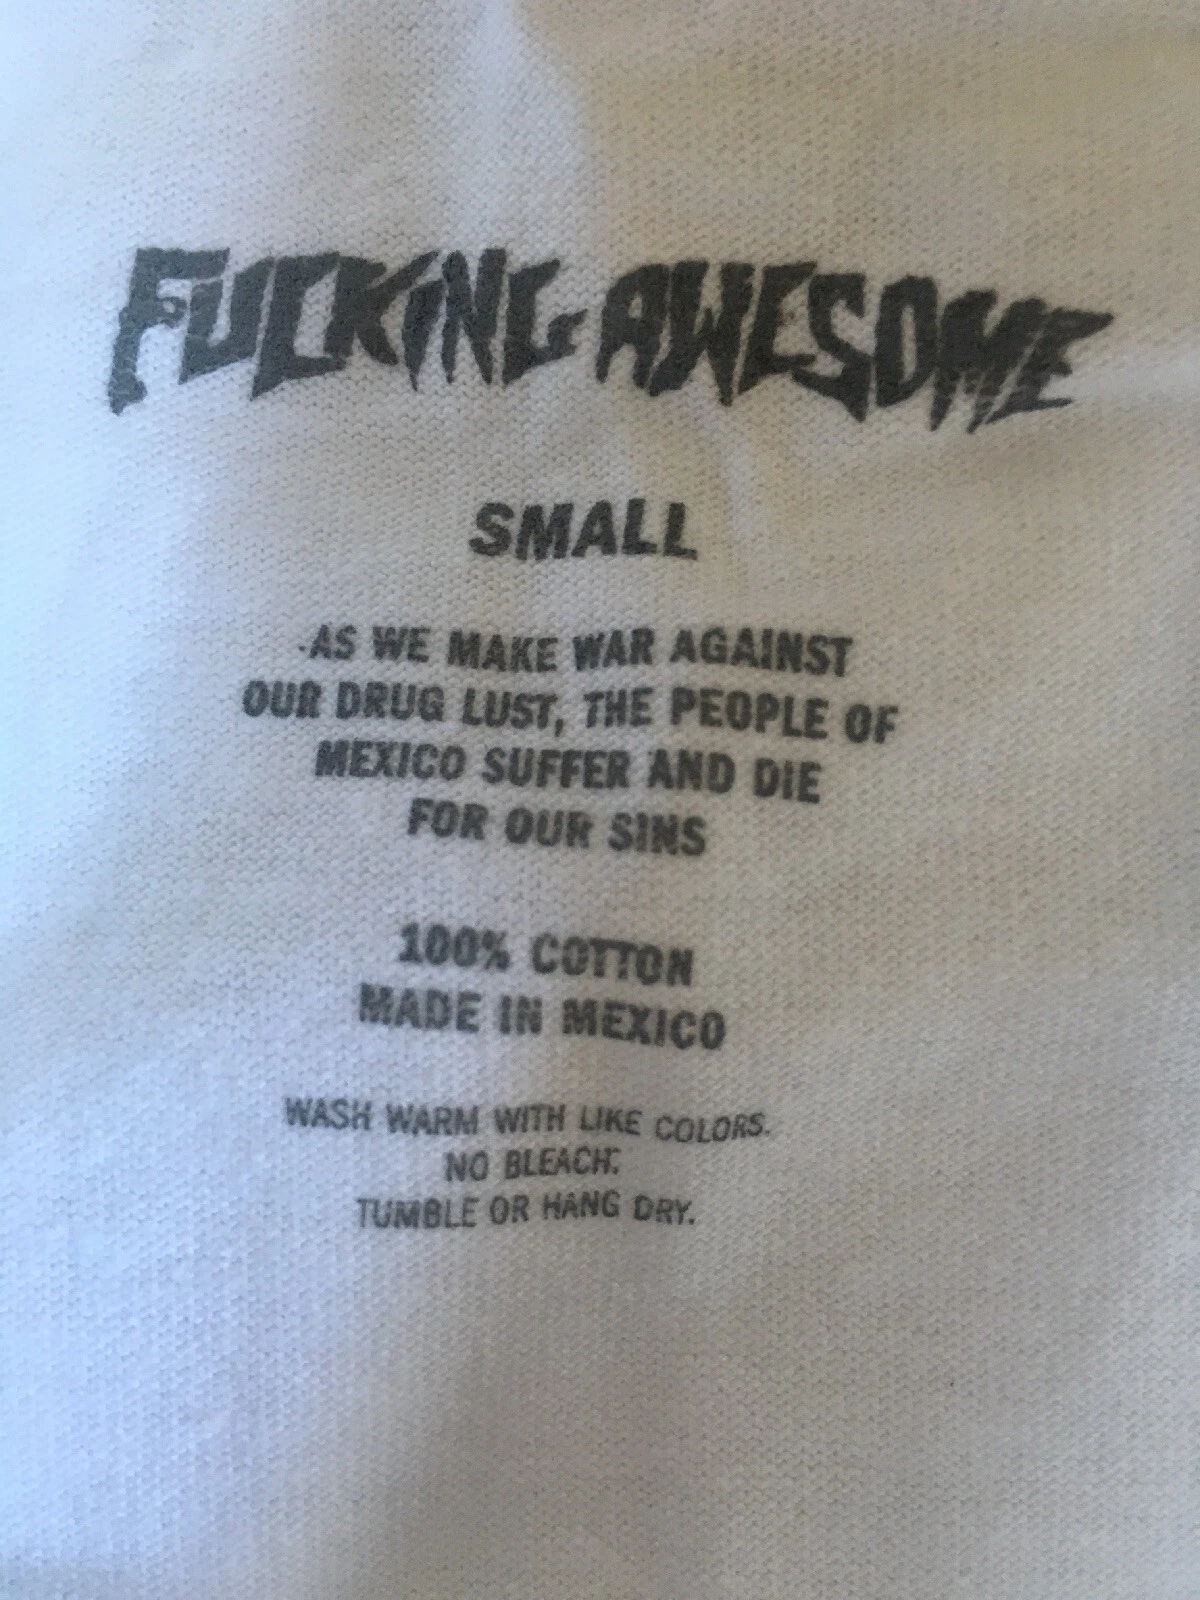 FUCKING AWESOME
SMALL
AS WE MAKE WAR AGAINST
OUR DRUG LUST, THE PEOPLE OF
MEXICO SUFFER AND DIE
FOR OUR SINS
100% COTTON
MADE IN MEXICO
WASH WARM WITH LIKE COLORS.
NO BLEACH.
TUMBLE OR HANG DRY.